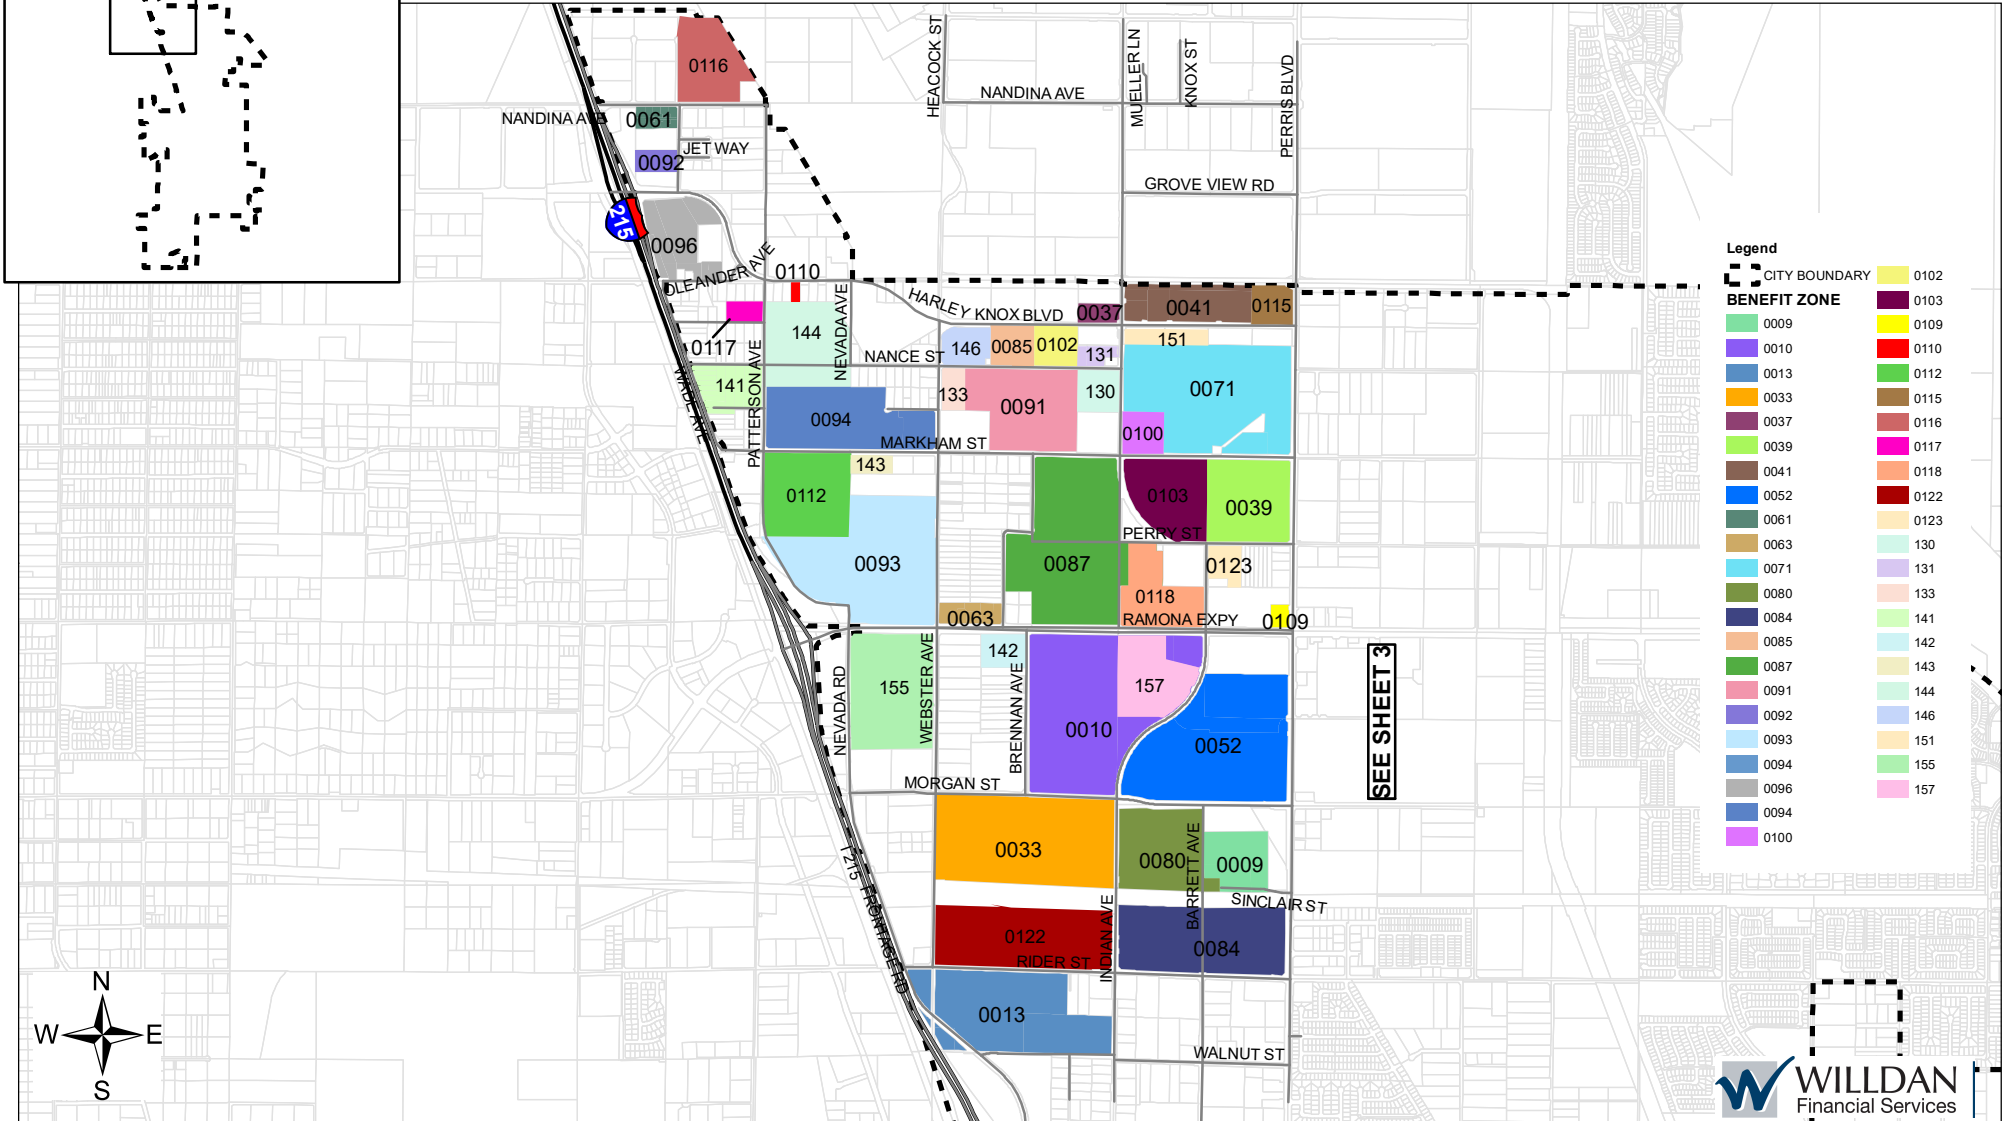 HEACOCK ST
MUELLER LN
KNOX ST
PERRIS BLVD
0116
NANDINA AVE
NANDINA AVE
0061
JET WAY
0092
GROVE VIEW RD
215
0096
OLEANDER AVE
0110
HARLEY KNOX BLVD
0037
0041
0115
0117
144
NEVADA AVE
NANCE ST
146
0085
0102
131
151
WADE AVE
141
PATTERSON AVE
0094
133
0091
130
0071
0100
MARKHAM ST
143
0112
0103
0039
PERRY ST
0093
0087
0123
0118
0063
RAMONA EXPY
0109
NEVADA RD
155
WEBSTER AVE
142
BRENNAN AVE
157
0010
0052
SEE SHEET 3
MORGAN ST
0033
0080
BARRETT AVE
0009
SINCLAIR ST
I 215 FRONTAGE RD
0122
INDIAN AVE
0084
RIDER ST
0013
WALNUT ST
N
W
E
S
Legend
CITY BOUNDARY
BENEFIT ZONE
0009
0010
0013
0033
0037
0039
0041
0052
0061
0063
0071
0080
0084
0085
0087
0091
0092
0093
0094
0096
0094
0100
0102
0103
0109
0110
0112
0115
0116
0117
0118
0122
0123
130
131
133
141
142
143
144
146
151
155
157
WILLDAN
Financial Services